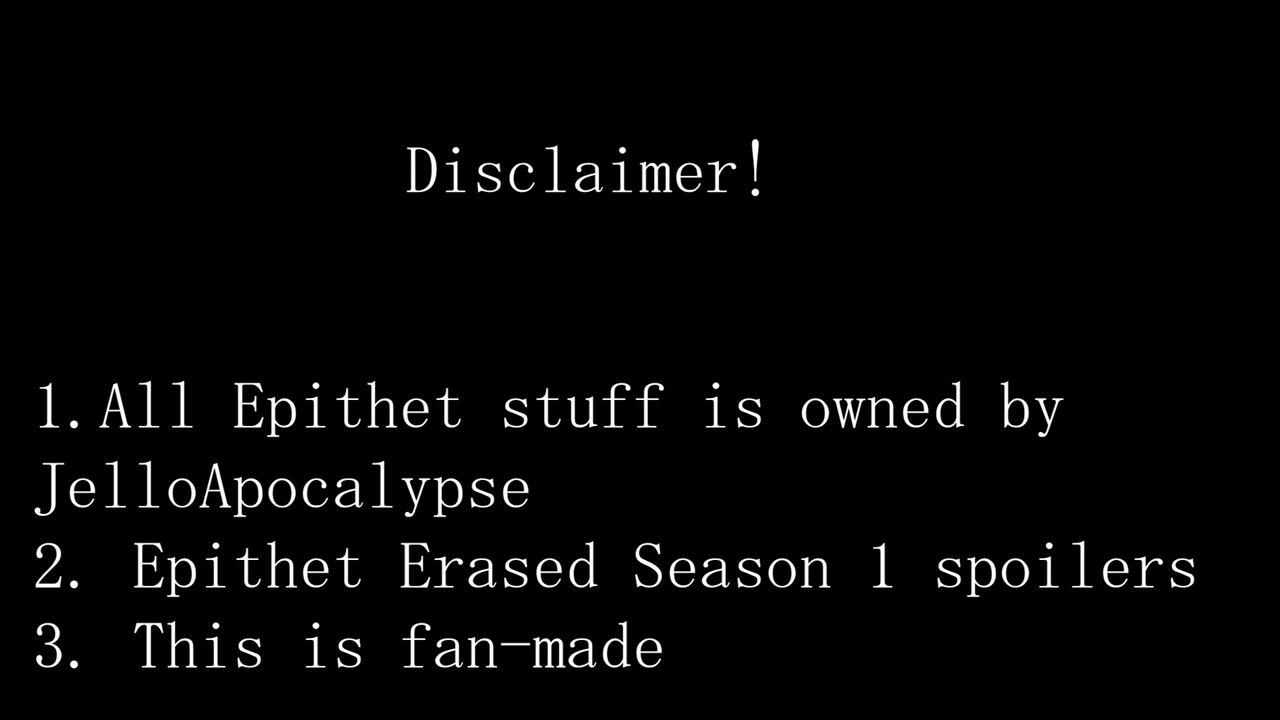 Disclaimer!
1.All Epithet stuff is owned by
JelloApocalypse
2. Epithet Erased Season 1 spoilers
3. This is fan-made